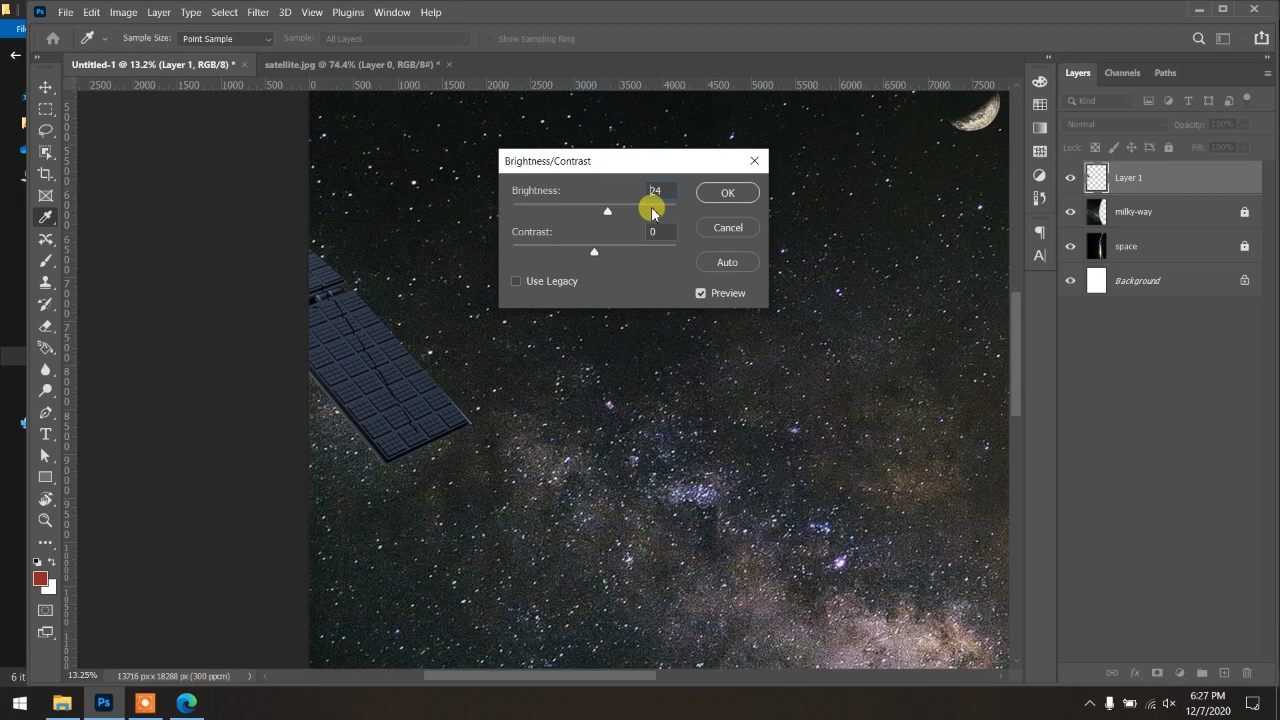 Ps File Edit Image Layer Type Select Filter 3D View Plugins Window Help
Sample Size: Point Sample Sample: All Layers Show Sampling Ring
Untitled-1 @ 13.2% (Layer 1, RGB/8) * × satellite.jpg @ 74.4% (Layer 0, RGB/8#) * ×
2500 2000 1500 1000 500 0 500 1000 1500 2000 2500 3000 3500 4000 4500 5000 5500 6000 6500 7000 7500
Brightness/Contrast
Brightness: 24
OK
Contrast: 0
Cancel
Auto
Use Legacy
Preview
Layers Channels Paths
Kind
Normal Opacity: 100%
Lock: Fill: 100%
Layer 1
milky-way
space
Background
13.25% 13716 px x 18288 px (300 ppcm)
6 it
Ps
6:27 PM
12/7/2020